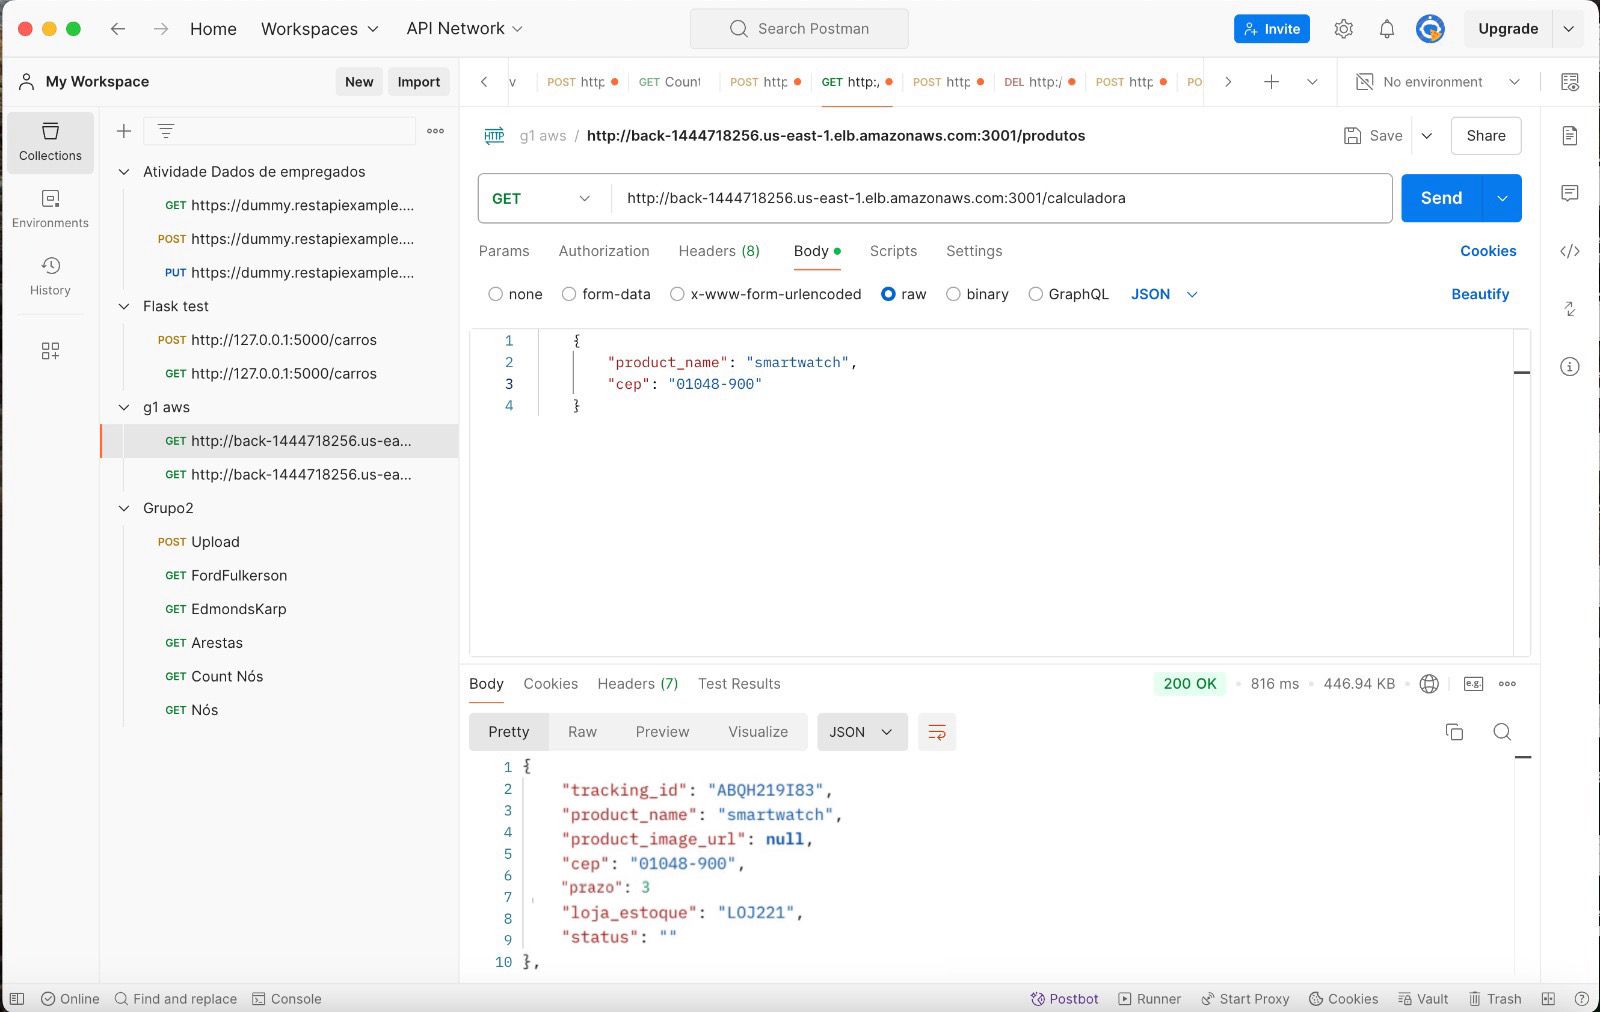 Home Workspaces API Network Search Postman Invite Upgrade
My Workspace New Import v POST http GET Count POST http GET http:/ POST http DEL http:/ POST http PO No environment
Collections
Environments
History
Atividade Dados de empregados
GET https://dummy.restapiexample....
POST https://dummy.restapiexample....
PUT https://dummy.restapiexample....
Flask test
POST http://127.0.0.1:5000/carros
GET http://127.0.0.1:5000/carros
g1 aws
GET http://back-1444718256.us-ea...
GET http://back-1444718256.us-ea...
Grupo2
POST Upload
GET FordFulkerson
GET EdmondsKarp
GET Arestas
GET Count Nós
GET Nós
HTTP g1 aws / http://back-1444718256.us-east-1.elb.amazonaws.com:3001/produtos Save Share
GET http://back-1444718256.us-east-1.elb.amazonaws.com:3001/calculadora Send
Params Authorization Headers (8) Body Scripts Settings Cookies
none form-data x-www-form-urlencoded raw binary GraphQL JSON Beautify
1 {
2 "product_name": "smartwatch",
3 "cep": "01048-900"
4 }
Body Cookies Headers (7) Test Results 200 OK 816 ms 446.94 KB e.g.
Pretty Raw Preview Visualize JSON
1 {
2 "tracking_id": "ABQH219I83",
3 "product_name": "smartwatch",
4 "product_image_url": null,
5 "cep": "01048-900",
6 "prazo": 3
7
8 "loja_estoque": "LOJ221",
9 "status": ""
10 },
Online Find and replace Console Postbot Runner Start Proxy Cookies Vault Trash